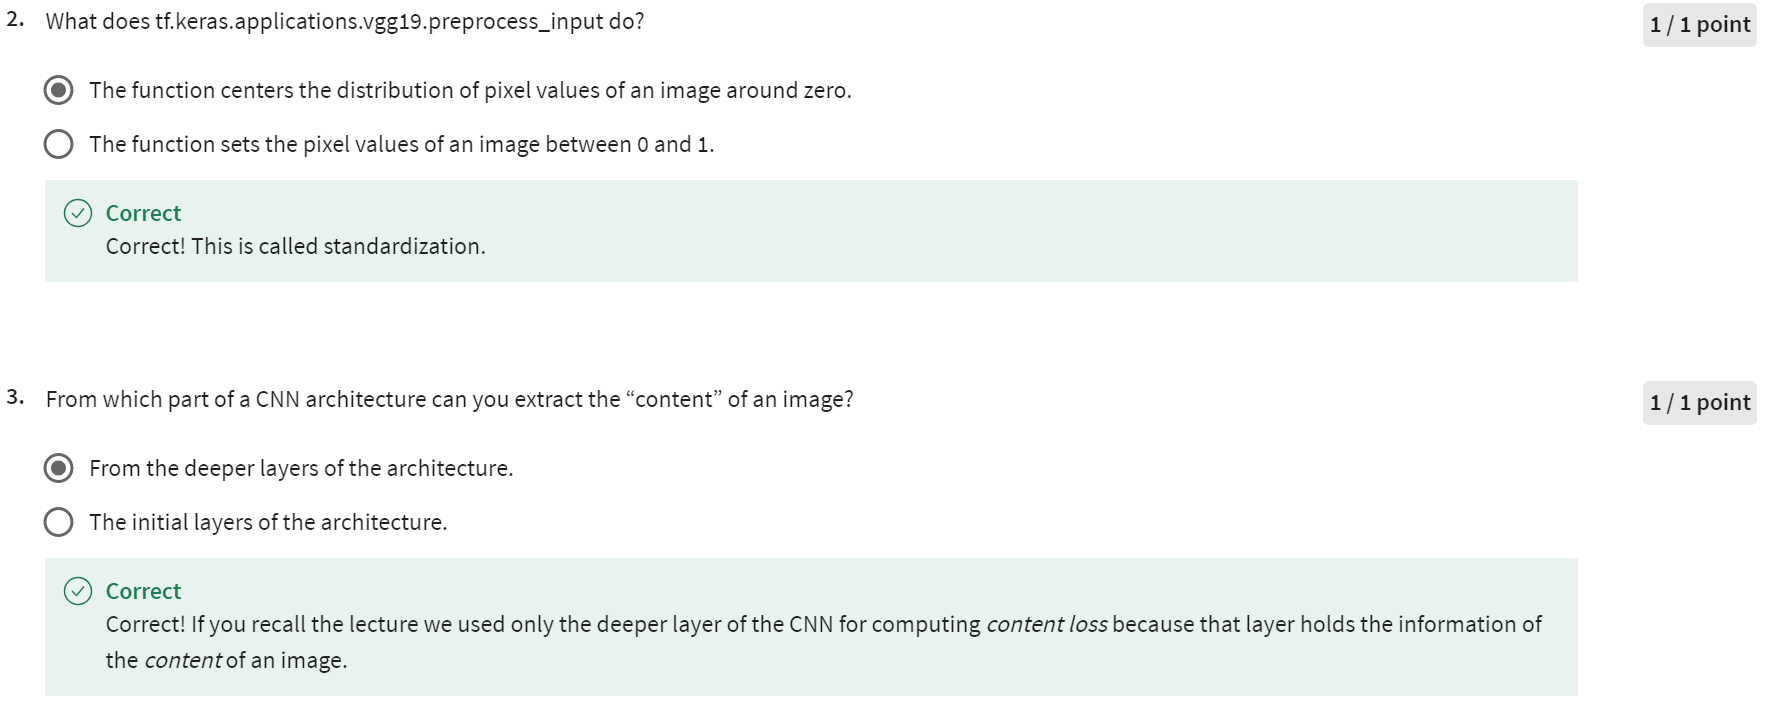 2. What does tf.keras.applications.vgg19.preprocess_input do?
1 / 1 point
The function centers the distribution of pixel values of an image around zero.
The function sets the pixel values of an image between 0 and 1.
Correct
Correct! This is called standardization.
3. From which part of a CNN architecture can you extract the “content” of an image?
1 / 1 point
From the deeper layers of the architecture.
The initial layers of the architecture.
Correct
Correct! If you recall the lecture we used only the deeper layer of the CNN for computing content loss because that layer holds the information of
the content of an image.